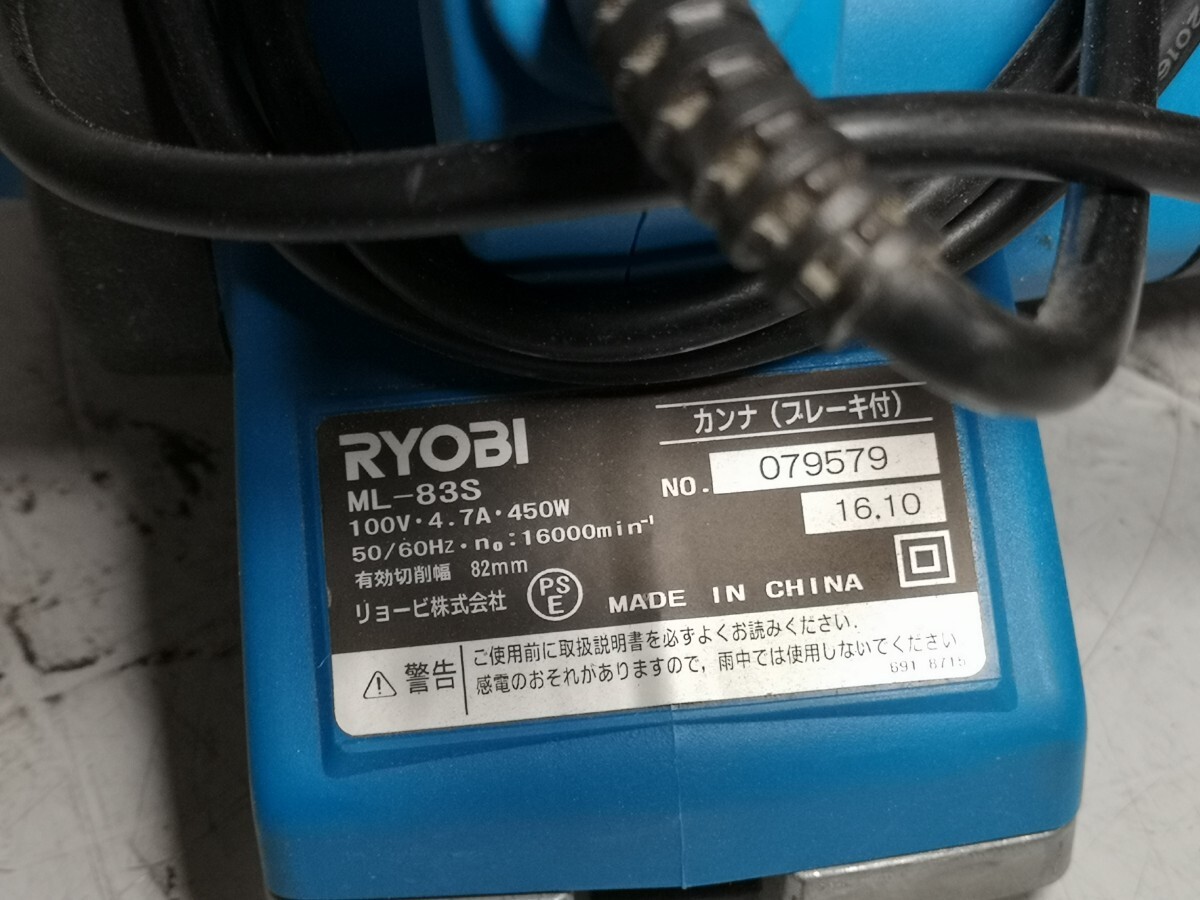 RYOBI
ML-83S
100V・4.7A・450W
50/60Hz・n₀:16000min⁻¹
有効切削幅 82mm
リョービ株式会社
PS
E
カンナ(ブレーキ付)
NO. 079579
16.10
MADE IN CHINA
警告
ご使用前に取扱説明書を必ずよくお読みください.
感電のおそれがありますので,雨中では使用しないでください
691 8715